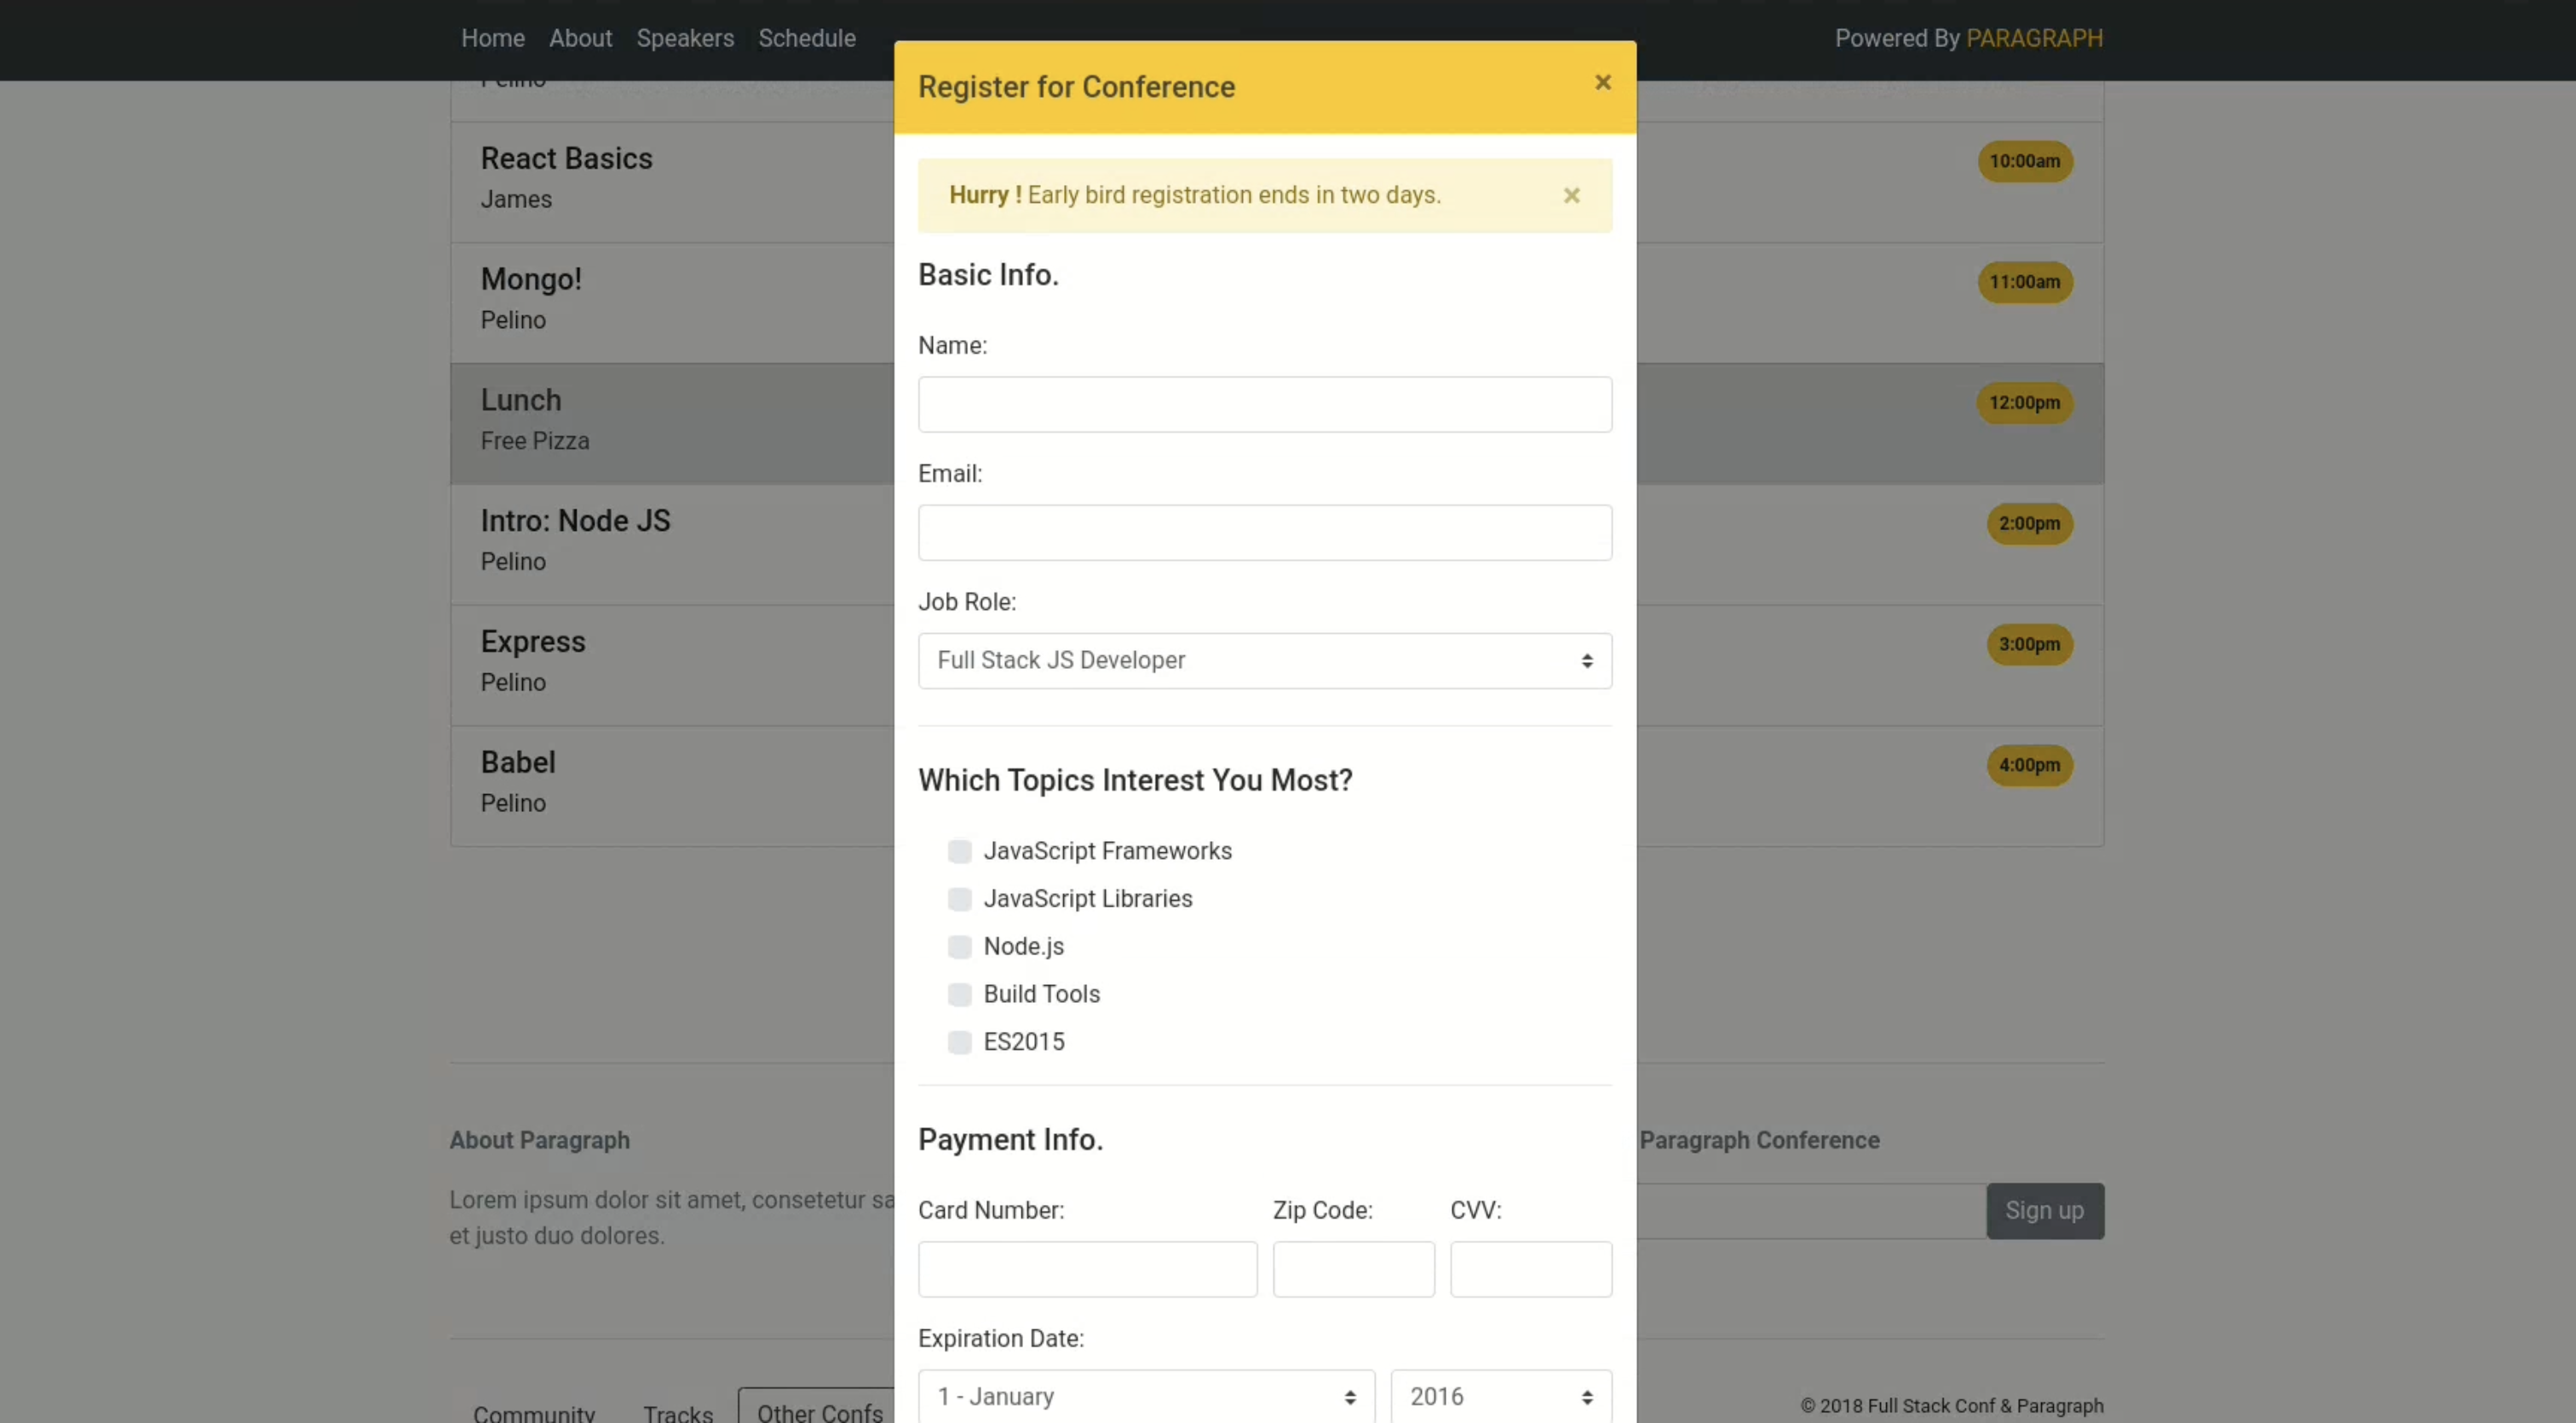 Home About Speakers Schedule
Powered By PARAGRAPH
Pelino
React Basics
James
10:00am
Mongo!
Pelino
11:00am
Lunch
Free Pizza
12:00pm
Intro: Node JS
Pelino
2:00pm
Express
Pelino
3:00pm
Babel
Pelino
4:00pm
About Paragraph
Lorem ipsum dolor sit amet, consetetur sa
et justo duo dolores.
Paragraph Conference
Sign up
Community Tracks Other Confs
© 2018 Full Stack Conf & Paragraph
Register for Conference ×
Hurry ! Early bird registration ends in two days. ×
Basic Info.
Name:
Email:
Job Role:
Full Stack JS Developer
Which Topics Interest You Most?
JavaScript Frameworks
JavaScript Libraries
Node.js
Build Tools
ES2015
Payment Info.
Card Number: Zip Code: CVV:
Expiration Date:
1 - January 2016